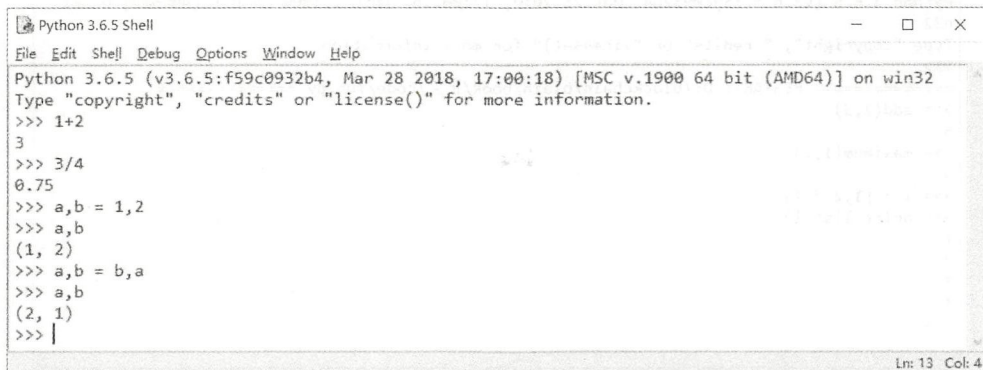 Python 3.6.5 Shell
File Edit Shell Debug Options Window Help
Python 3.6.5 (v3.6.5:f59c0932b4, Mar 28 2018, 17:00:18) [MSC v.1900 64 bit (AMD64)] on win32
Type "copyright", "credits" or "license()" for more information.
>>> 1+2
3
>>> 3/4
0.75
>>> a,b = 1,2
>>> a,b
(1, 2)
>>> a,b = b,a
>>> a,b
(2, 1)
>>>
Ln: 13 Col: 4